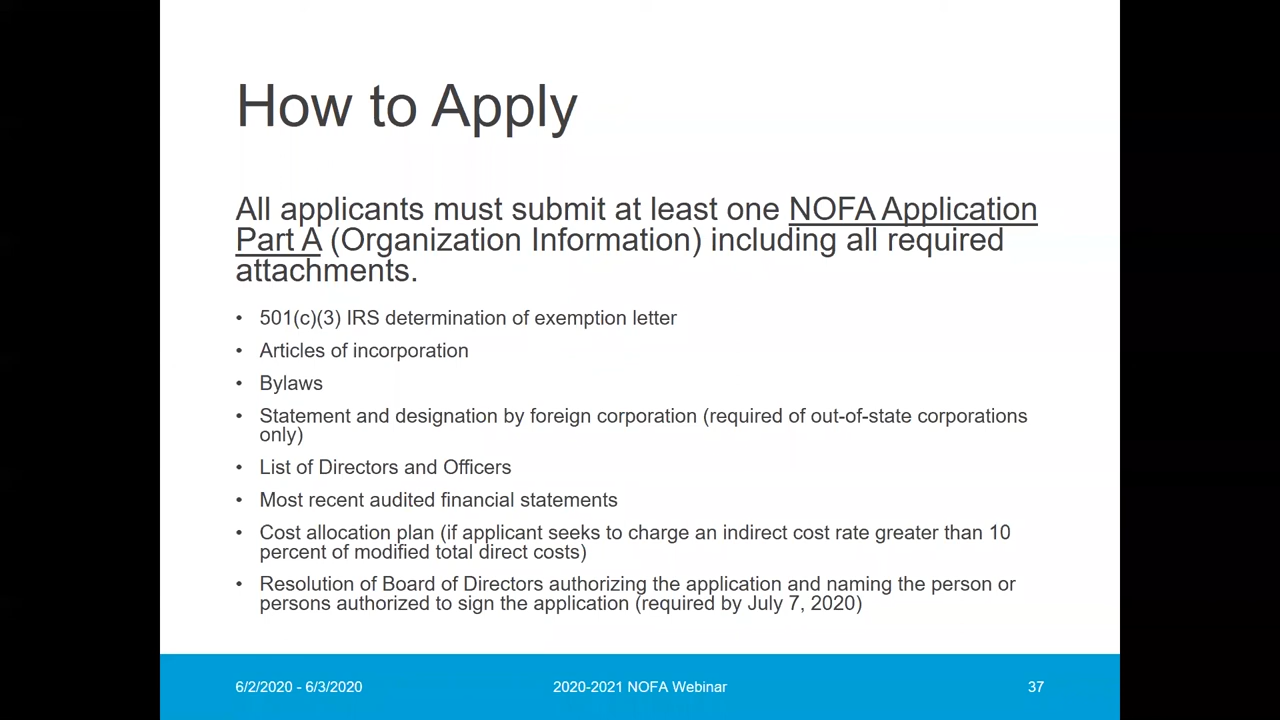 How to Apply
All applicants must submit at least one NOFA Application
Part A (Organization Information) including all required
attachments.
• 501(c)(3) IRS determination of exemption letter
• Articles of incorporation
• Bylaws
• Statement and designation by foreign corporation (required of out-of-state corporations
only)
• List of Directors and Officers
• Most recent audited financial statements
• Cost allocation plan (if applicant seeks to charge an indirect cost rate greater than 10
percent of modified total direct costs)
• Resolution of Board of Directors authorizing the application and naming the person or
persons authorized to sign the application (required by July 7, 2020)
6/2/2020 - 6/3/2020
2020-2021 NOFA Webinar
37